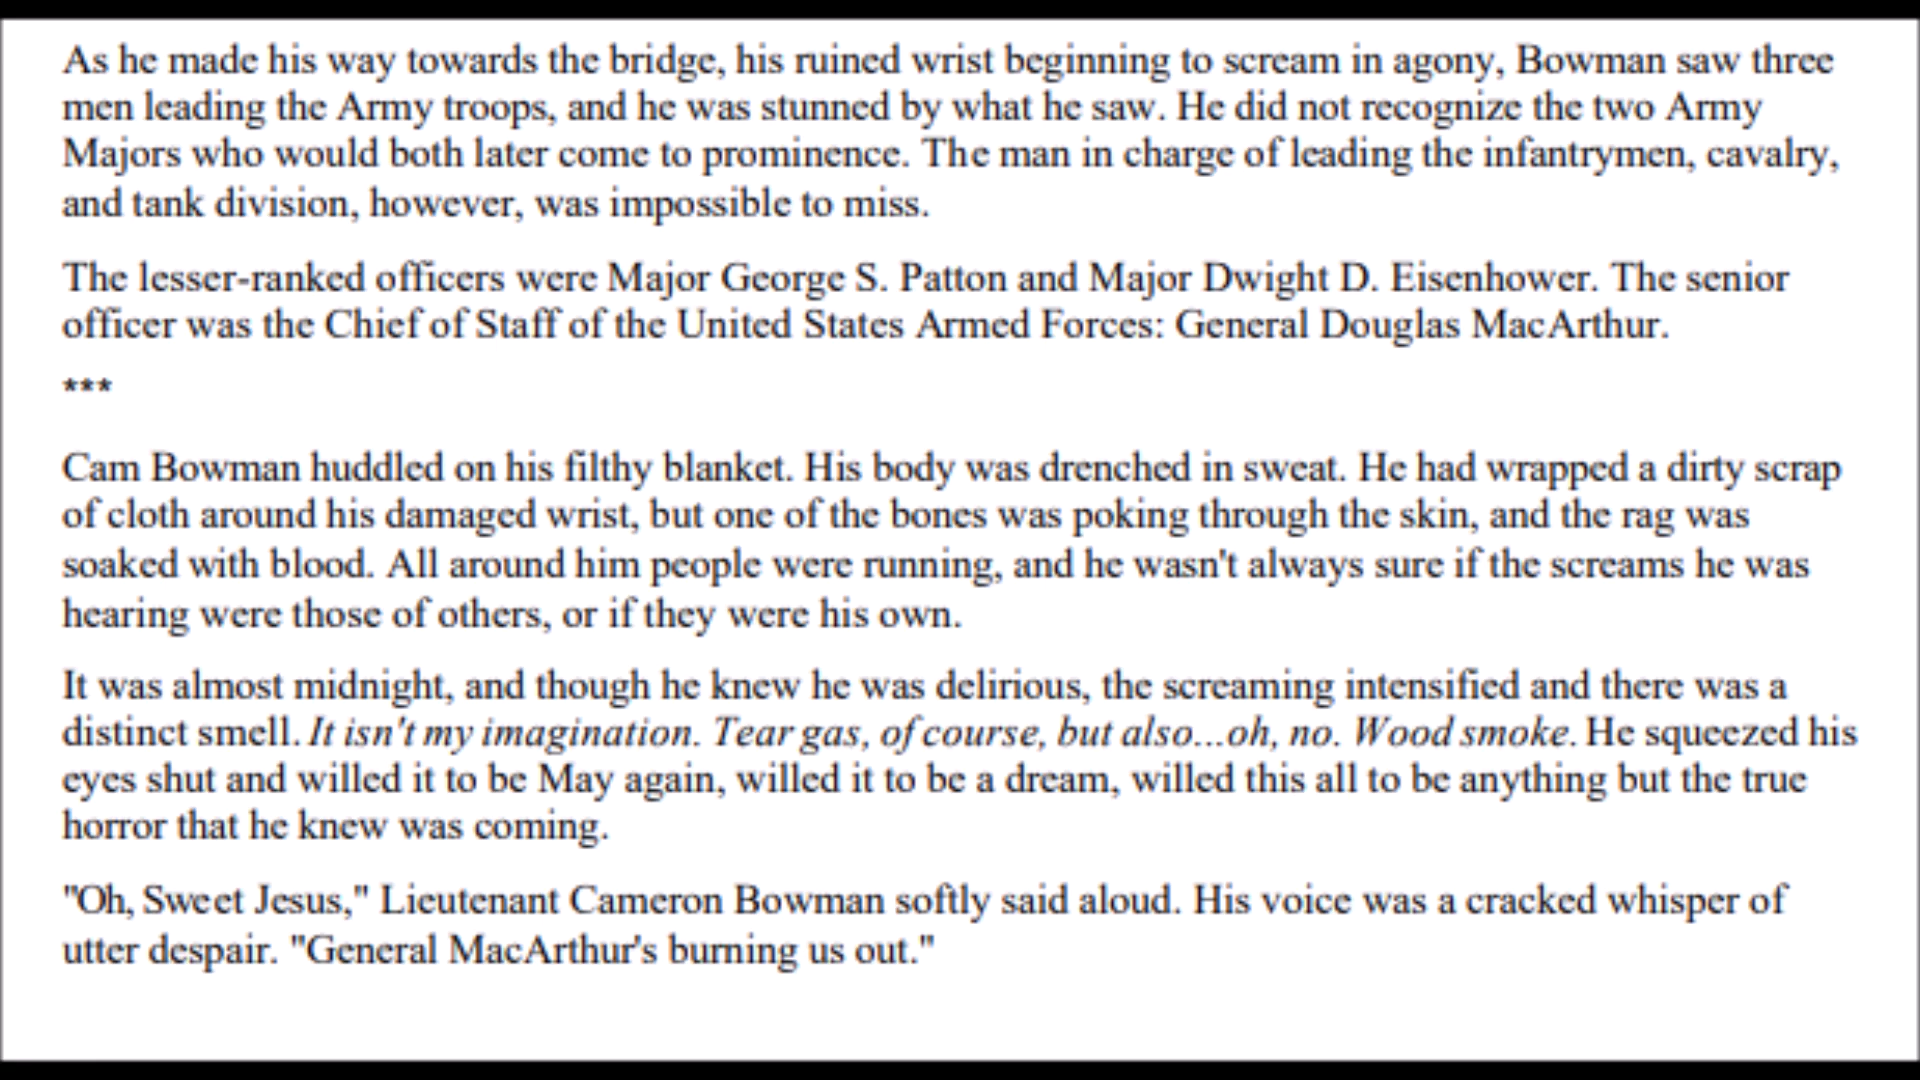 As he made his way towards the bridge, his ruined wrist beginning to scream in agony, Bowman saw three
men leading the Army troops, and he was stunned by what he saw. He did not recognize the two Army
Majors who would both later come to prominence. The man in charge of leading the infantrymen, cavalry,
and tank division, however, was impossible to miss.
The lesser-ranked officers were Major George S. Patton and Major Dwight D. Eisenhower. The senior
officer was the Chief of Staff of the United States Armed Forces: General Douglas MacArthur.
***
Cam Bowman huddled on his filthy blanket. His body was drenched in sweat. He had wrapped a dirty scrap
of cloth around his damaged wrist, but one of the bones was poking through the skin, and the rag was
soaked with blood. All around him people were running, and he wasn't always sure if the screams he was
hearing were those of others, or if they were his own.
It was almost midnight, and though he knew he was delirious, the screaming intensified and there was a
distinct smell. It isn't my imagination. Tear gas, of course, but also...oh, no. Wood smoke. He squeezed his
eyes shut and willed it to be May again, willed it to be a dream, willed this all to be anything but the true
horror that he knew was coming.
"Oh, Sweet Jesus," Lieutenant Cameron Bowman softly said aloud. His voice was a cracked whisper of
utter despair. "General MacArthur's burning us out."